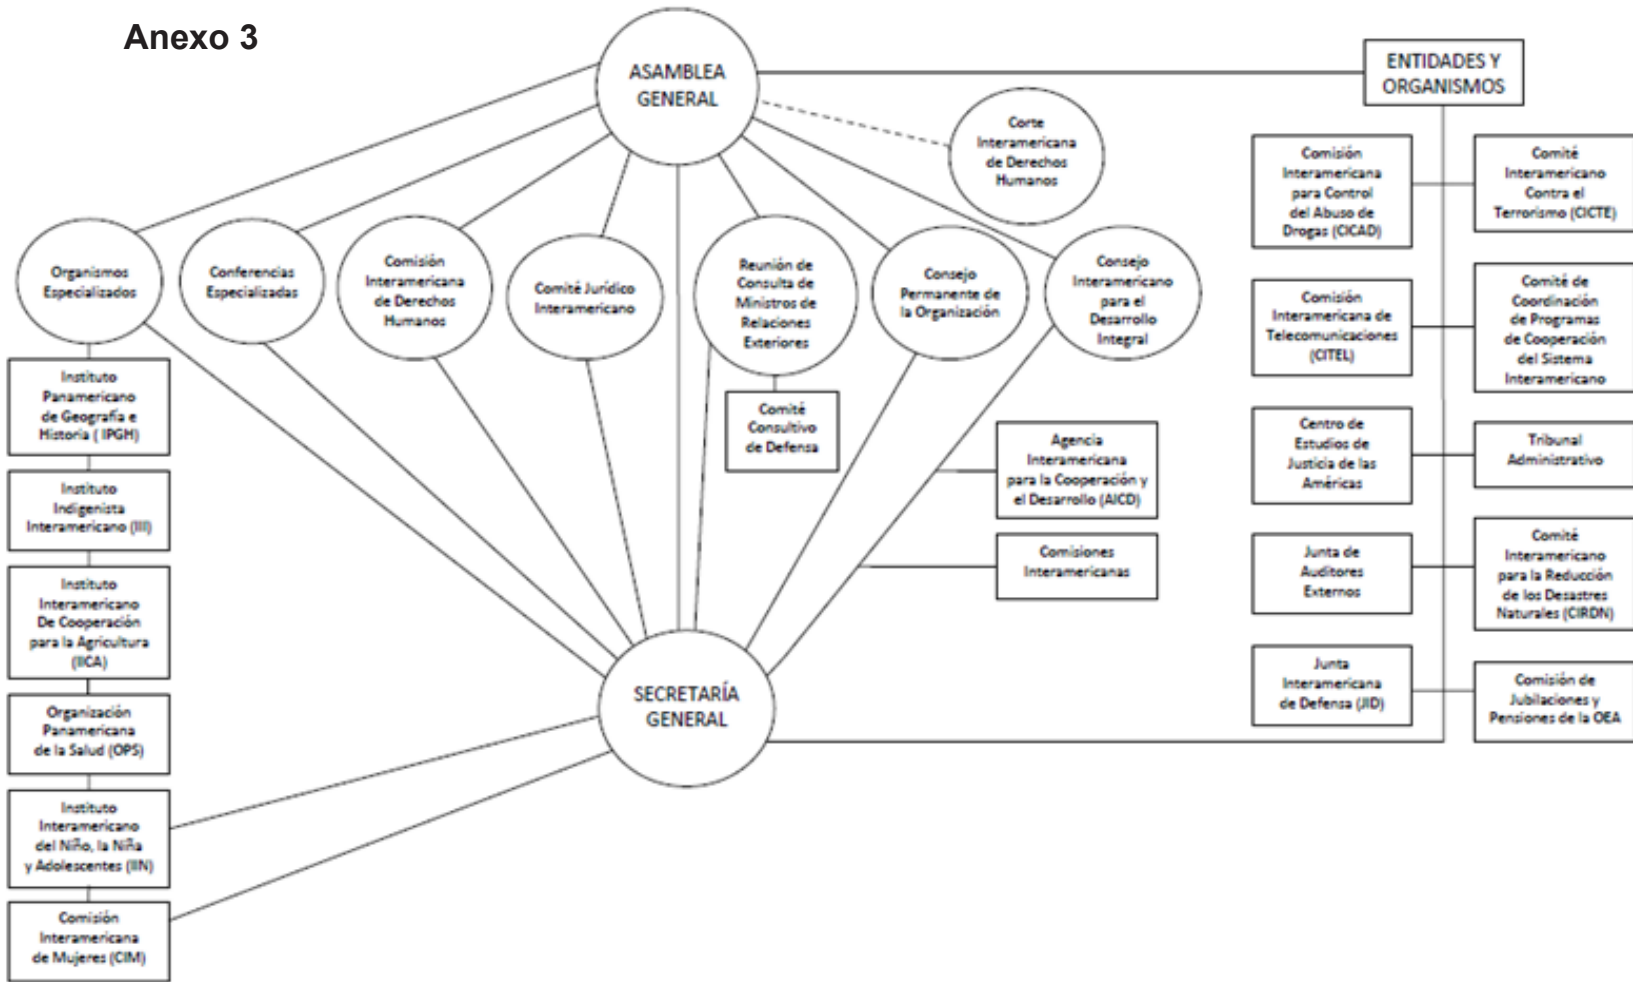 Anexo 3
ASAMBLEA
GENERAL
ENTIDADES Y
ORGANISMOS
Corte
Interamericana
de Derechos
Humanos
Organismos
Especializados
Conferencias
Especializadas
Comisión
Interamericana
de Derechos
Humanos
Comité Jurídico
Interamericano
Reunión de
Consulta de
Ministros de
Relaciones
Exteriores
Consejo
Permanente de
la Organización
Consejo
Interamericano
para el
Desarrollo
Integral
Comité
Consultivo
de Defensa
Agencia
Interamericana
para la Cooperación y
el Desarrollo (AICD)
Comisiones
Interamericanas
Instituto
Panamericano
de Geografía e
Historia ( IPGH)
Instituto
Indigenista
Interamericano (III)
Instituto
Interamericano
De Cooperación
para la Agricultura
(IICA)
Organización
Panamericana
de la Salud (OPS)
Instituto
Interamericano
del Niño, la Niña
y Adolescentes (IIN)
Comisión
Interamericana
de Mujeres (CIM)
SECRETARÍA
GENERAL
Comisión
Interamericana
para Control
del Abuso de
Drogas (CICAD)
Comité
Interamericano
Contra el
Terrorismo (CICTE)
Comisión
Interamericana de
Telecomunicaciones
(CITEL)
Comité de
Coordinación
de Programas
de Cooperación
del Sistema
Interamericano
Centro de
Estudios de
Justicia de las
Américas
Tribunal
Administrativo
Junta de
Auditores
Externos
Comité
Interamericano
para la Reducción
de los Desastres
Naturales (CIRDN)
Junta
Interamericana
de Defensa (JID)
Comisión de
Jubilaciones y
Pensiones de la OEA